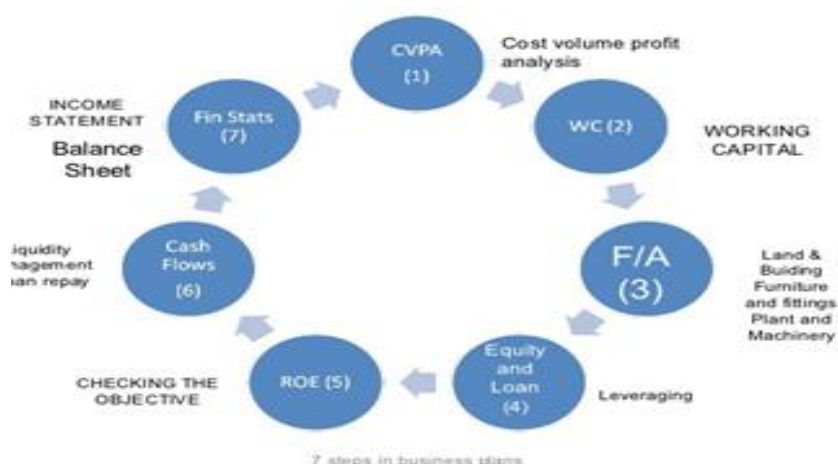 CVPA
(1)
Cost volume profit
analysis
WC (2)
WORKING
CAPITAL
F/A
(3)
Land &
Buiding
Furniture
and fittings
Plant and
Machinery
Equity
and
Loan
(4)
Leveraging
ROE (5)
CHECKING THE
OBJECTIVE
Cash
Flows
(6)
iquidity
nagement
an repay
Fin Stats
(7)
INCOME
STATEMENT
Balance
Sheet
7 steps in business plans